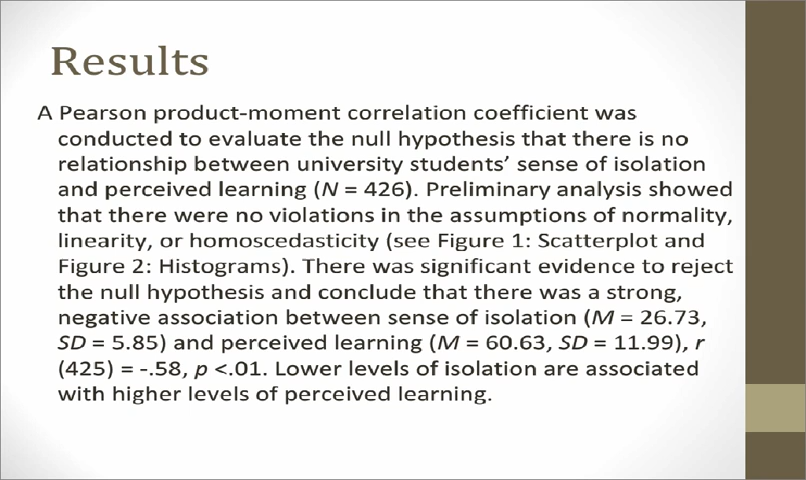 Results
A Pearson product-moment correlation coefficient was
conducted to evaluate the null hypothesis that there is no
relationship between university students’ sense of isolation
and perceived learning (N = 426). Preliminary analysis showed
that there were no violations in the assumptions of normality,
linearity, or homoscedasticity (see Figure 1: Scatterplot and
Figure 2: Histograms). There was significant evidence to reject
the null hypothesis and conclude that there was a strong,
negative association between sense of isolation (M = 26.73,
SD = 5.85) and perceived learning (M = 60.63, SD = 11.99), r
(425) = -.58, p <.01. Lower levels of isolation are associated
with higher levels of perceived learning.